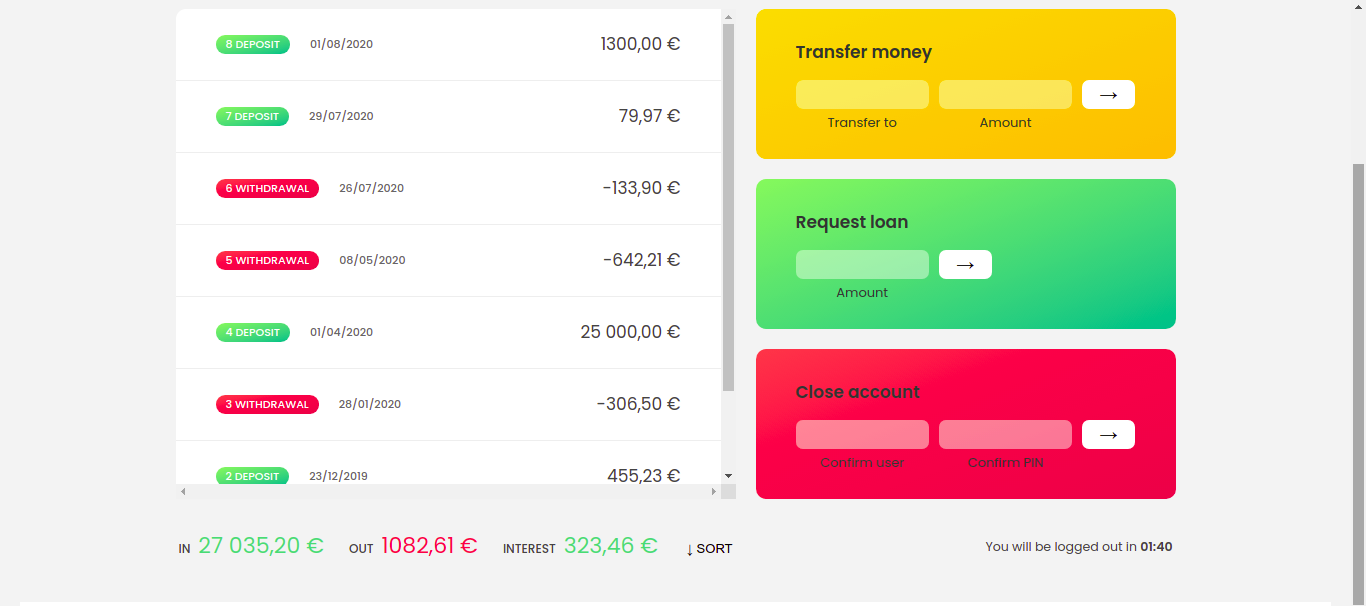 8 DEPOSIT 01/08/2020 1300,00 €
7 DEPOSIT 29/07/2020 79,97 €
6 WITHDRAWAL 26/07/2020 -133,90 €
5 WITHDRAWAL 08/05/2020 -642,21 €
4 DEPOSIT 01/04/2020 25 000,00 €
3 WITHDRAWAL 28/01/2020 -306,50 €
2 DEPOSIT 23/12/2019 455,23 €
IN 27 035,20 € OUT 1082,61 € INTEREST 323,46 € ↓ SORT
Transfer money
→
Transfer to Amount
Request loan
→
Amount
Close account
→
Confirm user Confirm PIN
You will be logged out in 01:40